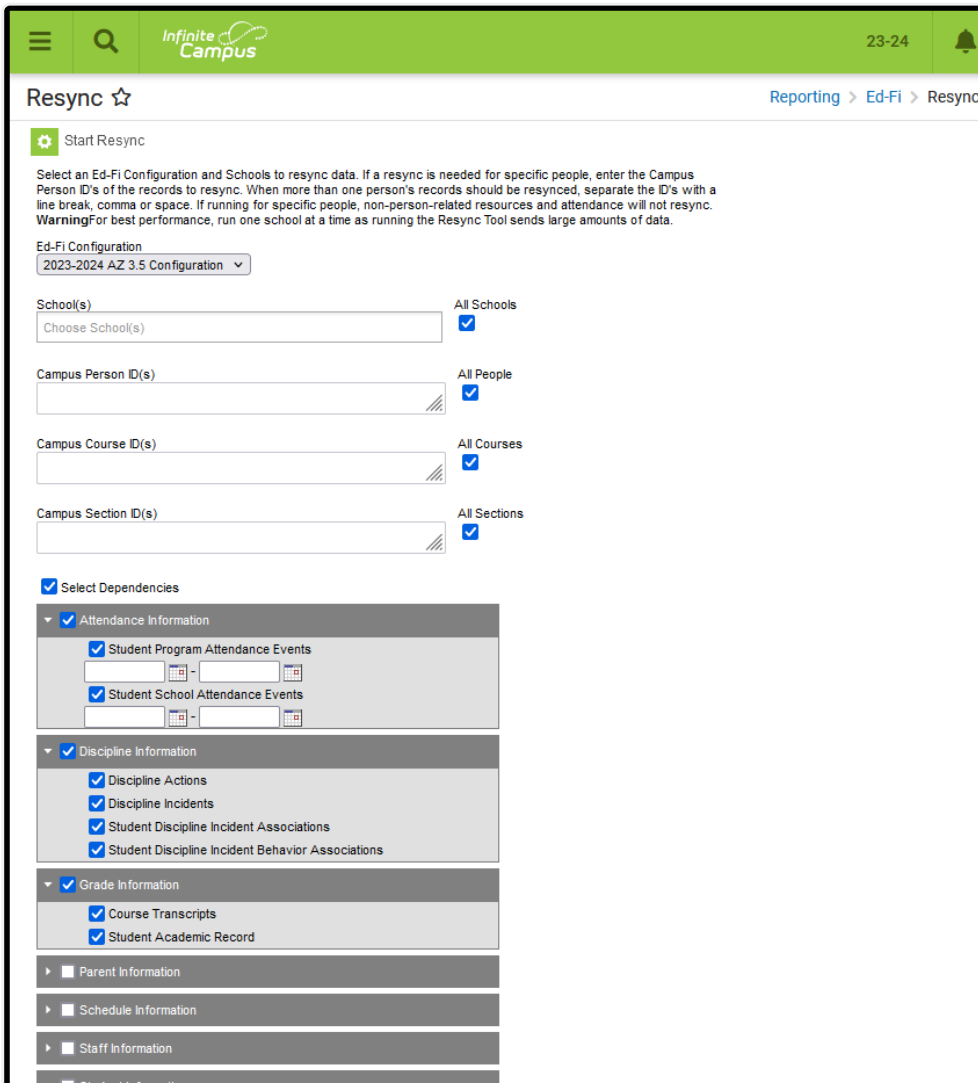 Infinite
Campus
23-24
Resync
Reporting > Ed-Fi > Resync
Start Resync
Select an Ed-Fi Configuration and Schools to resync data. If a resync is needed for specific people, enter the Campus
Person ID's of the records to resync. When more than one person's records should be resynced, separate the ID's with a
line break, comma or space. If running for specific people, non-person-related resources and attendance will not resync.
WarningFor best performance, run one school at a time as running the Resync Tool sends large amounts of data.
Ed-Fi Configuration
2023-2024 AZ 3.5 Configuration
School(s) All Schools
Choose School(s)
Campus Person ID(s) All People
Campus Course ID(s) All Courses
Campus Section ID(s) All Sections
Select Dependencies
Attendance Information
Student Program Attendance Events
-
Student School Attendance Events
-
Discipline Information
Discipline Actions
Discipline Incidents
Student Discipline Incident Associations
Student Discipline Incident Behavior Associations
Grade Information
Course Transcripts
Student Academic Record
Parent Information
Schedule Information
Staff Information